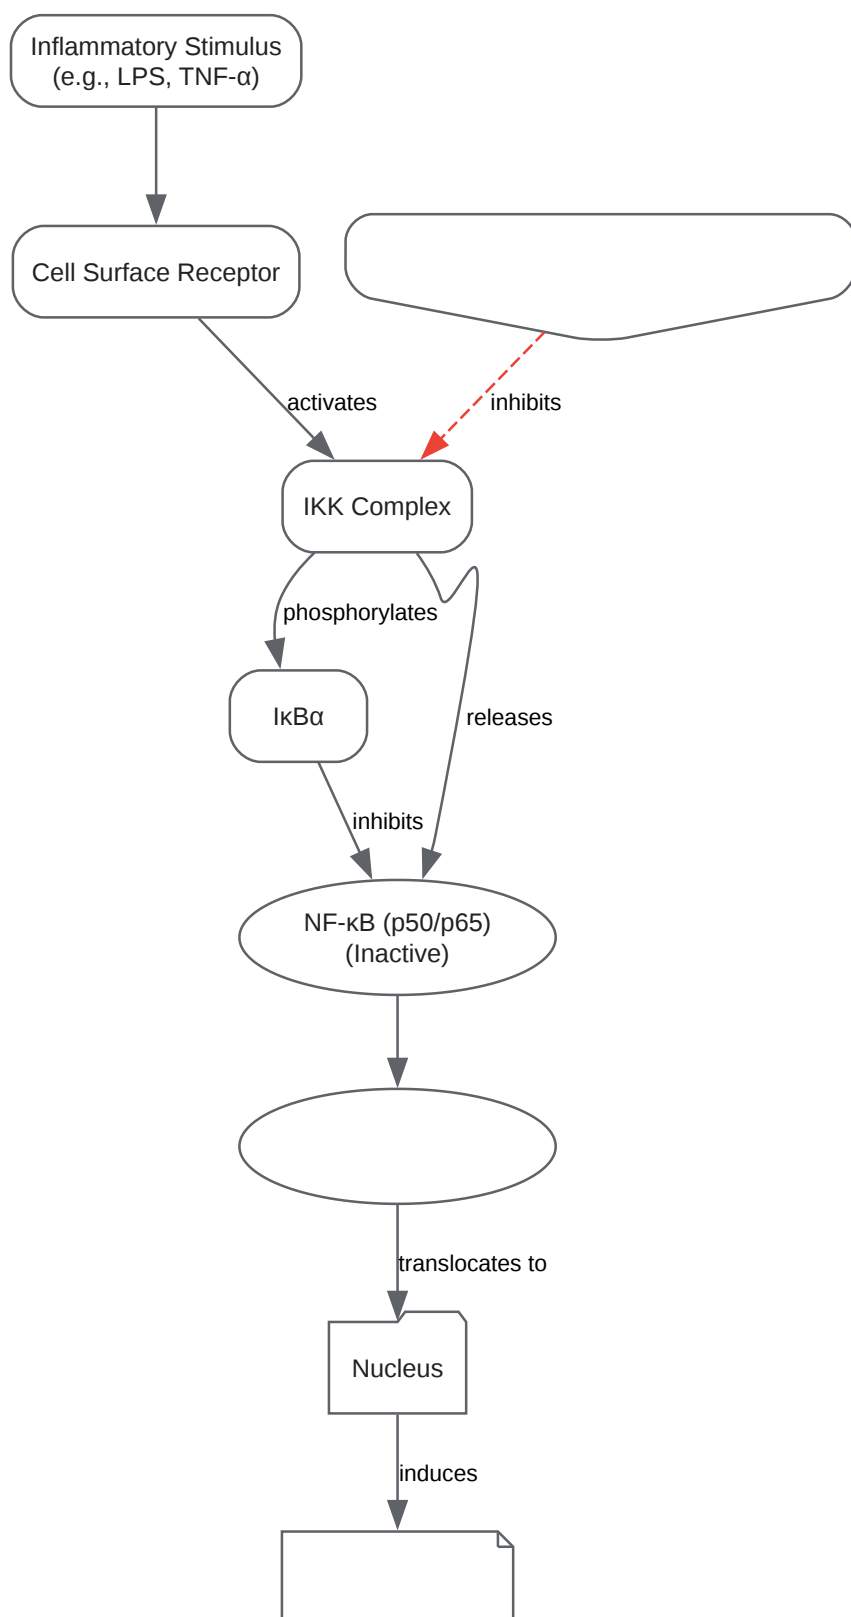 Inflammatory Stimulus
(e.g., LPS, TNF-α)
Cell Surface Receptor
activates
inhibits
IKK Complex
phosphorylates
IκBα
releases
inhibits
NF-κB (p50/p65)
(Inactive)
translocates to
Nucleus
induces